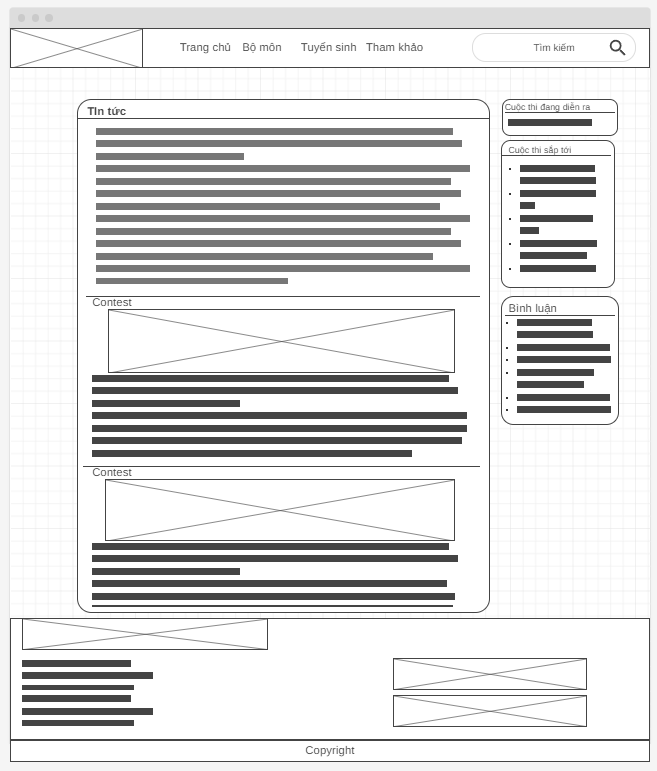 Trang chủ Bộ môn Tuyển sinh Tham khảo Tìm kiếm
TIn tức
Cuộc thi đang diễn ra
Cuộc thi sắp tới
Contest
Bình luận
Contest
Copyright